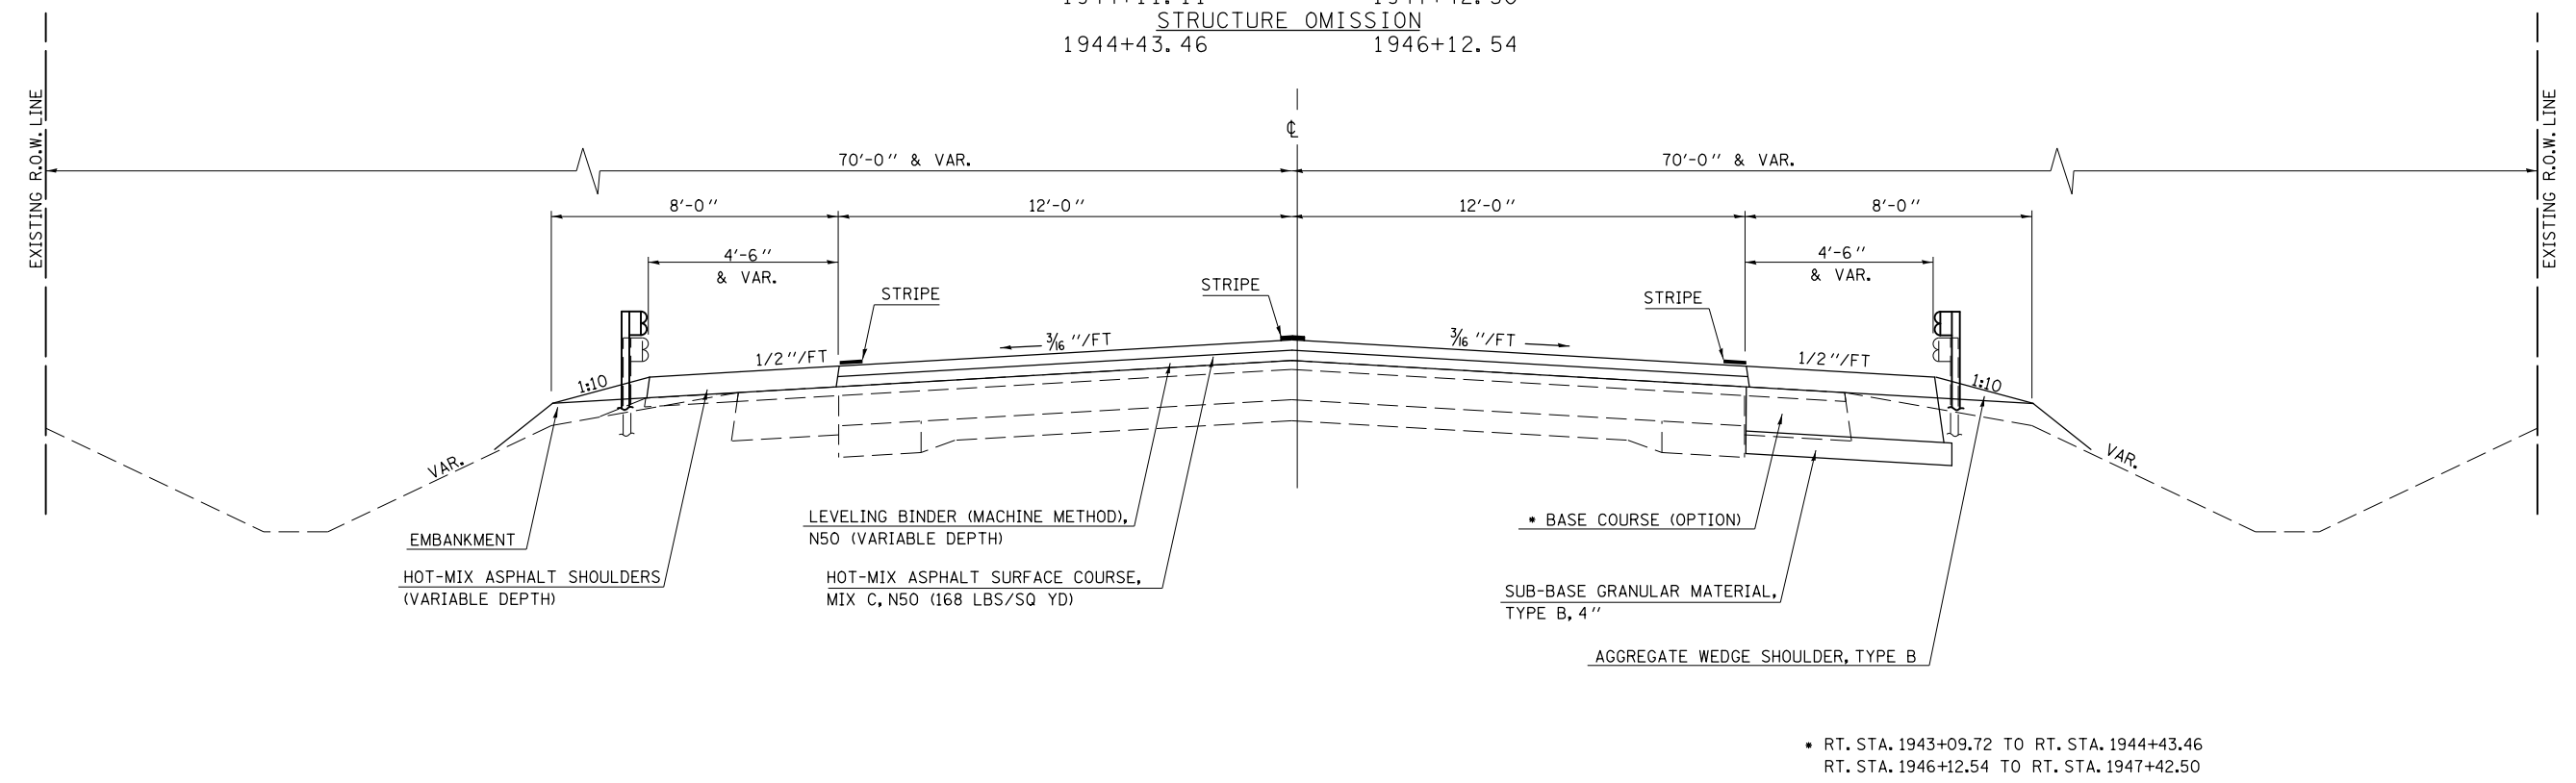 STRUCTURE OMISSION
1944+43.46 1946+12.54
EXISTING R.O.W. LINE
EXISTING R.O.W. LINE
℄
70'-0" & VAR. 70'-0" & VAR.
8'-0" 12'-0" 12'-0" 8'-0"
4'-6"
& VAR.
4'-6"
& VAR.
STRIPE
STRIPE
STRIPE
1:10
1/2"/FT
3/16 "/FT
3/16 "/FT
1/2"/FT
1:10
VAR.
VAR.
EMBANKMENT
HOT-MIX ASPHALT SHOULDERS
(VARIABLE DEPTH)
LEVELING BINDER (MACHINE METHOD),
N50 (VARIABLE DEPTH)
HOT-MIX ASPHALT SURFACE COURSE,
MIX C, N50 (168 LBS/SQ YD)
* BASE COURSE (OPTION)
SUB-BASE GRANULAR MATERIAL,
TYPE B, 4"
AGGREGATE WEDGE SHOULDER, TYPE B
* RT. STA. 1943+09.72 TO RT. STA. 1944+43.46
RT. STA. 1946+12.54 TO RT. STA. 1947+42.50